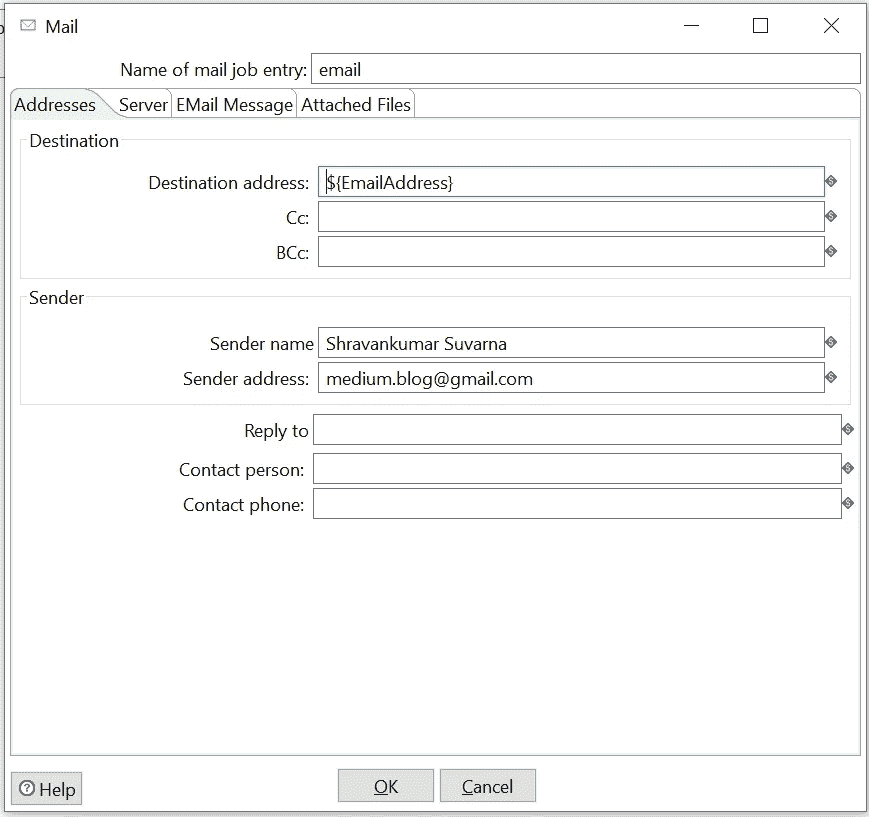 Mail
Name of mail job entry: email
Addresses Server EMail Message Attached Files
Destination
Destination address: ${EmailAddress}
Cc:
BCc:
Sender
Sender name Shravankumar Suvarna
Sender address: medium.blog@gmail.com
Reply to
Contact person:
Contact phone:
Help OK Cancel